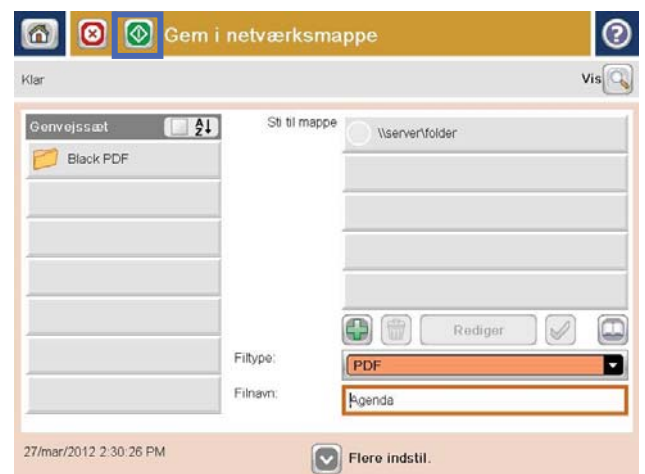 Gem i netværksmappe
Klar
Vis
Genvejssæt
Black PDF
Sti til mappe
\\server\folder
Rediger
Filtype:
PDF
Filnavn:
Agenda
27/mar/2012 2:30:26 PM
Flere indstil.